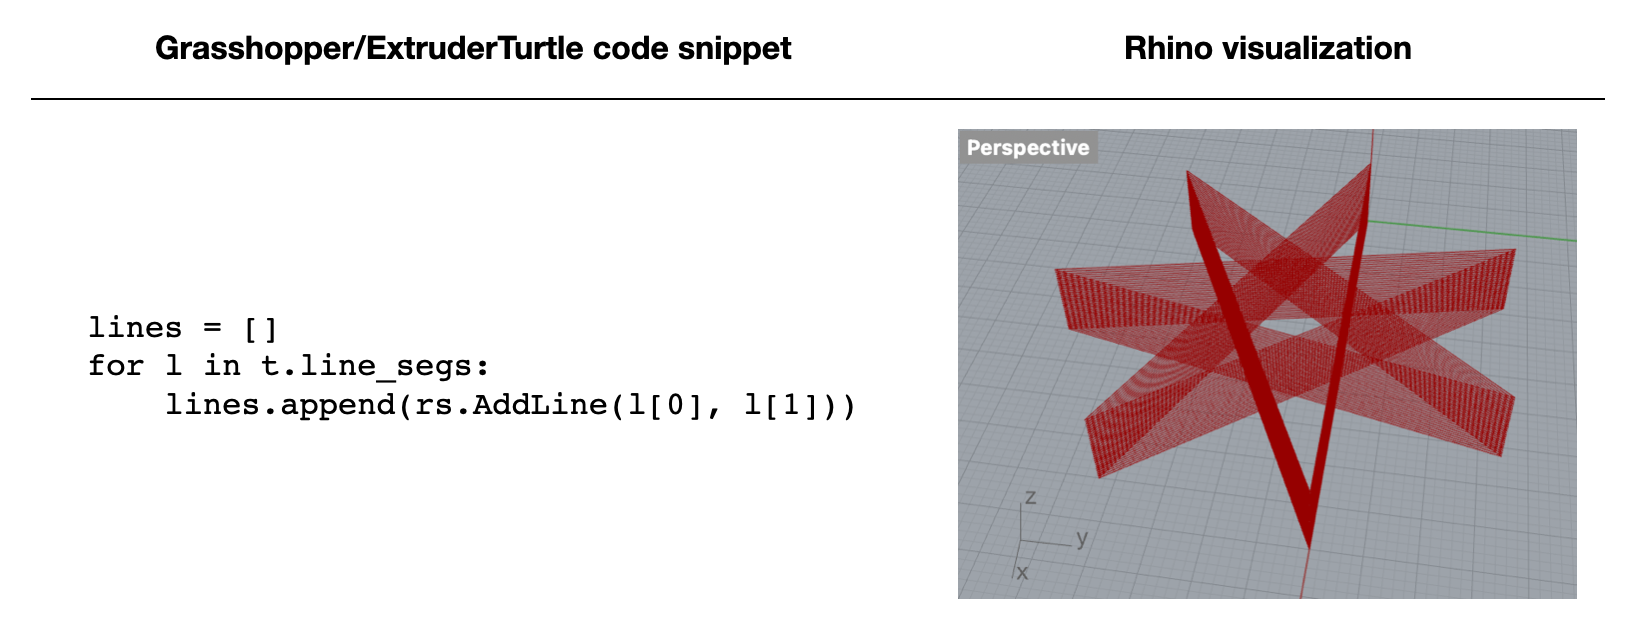 Grasshopper/ExtruderTurtle code snippet
Rhino visualization
lines = []
for l in t.line_segs:
    lines.append(rs.AddLine(l[0], l[1]))
Perspective
z
y
x